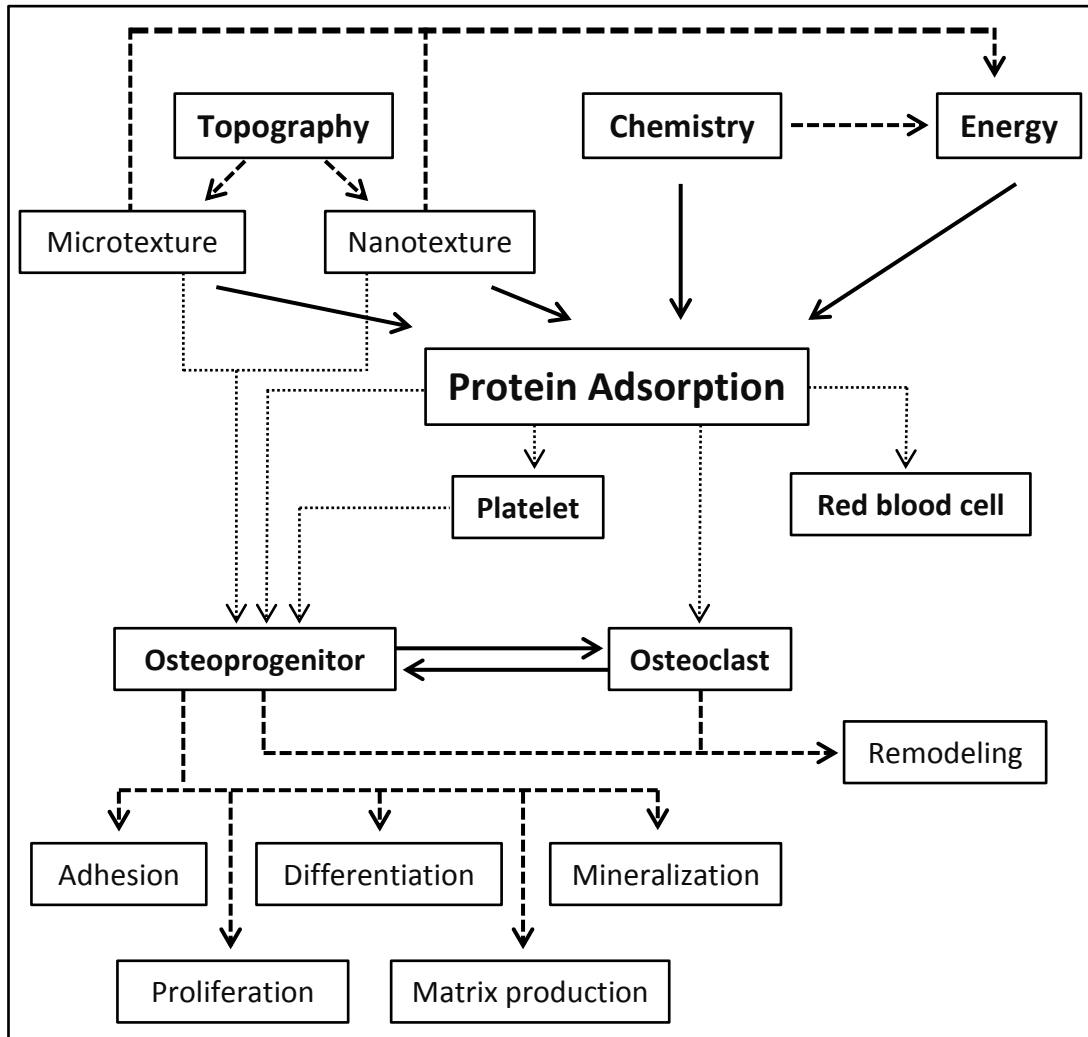 Topography
Chemistry
Energy
Microtexture
Nanotexture
Protein Adsorption
Platelet
Red blood cell
Osteoprogenitor
Osteoclast
Remodeling
Adhesion
Differentiation
Mineralization
Proliferation
Matrix production